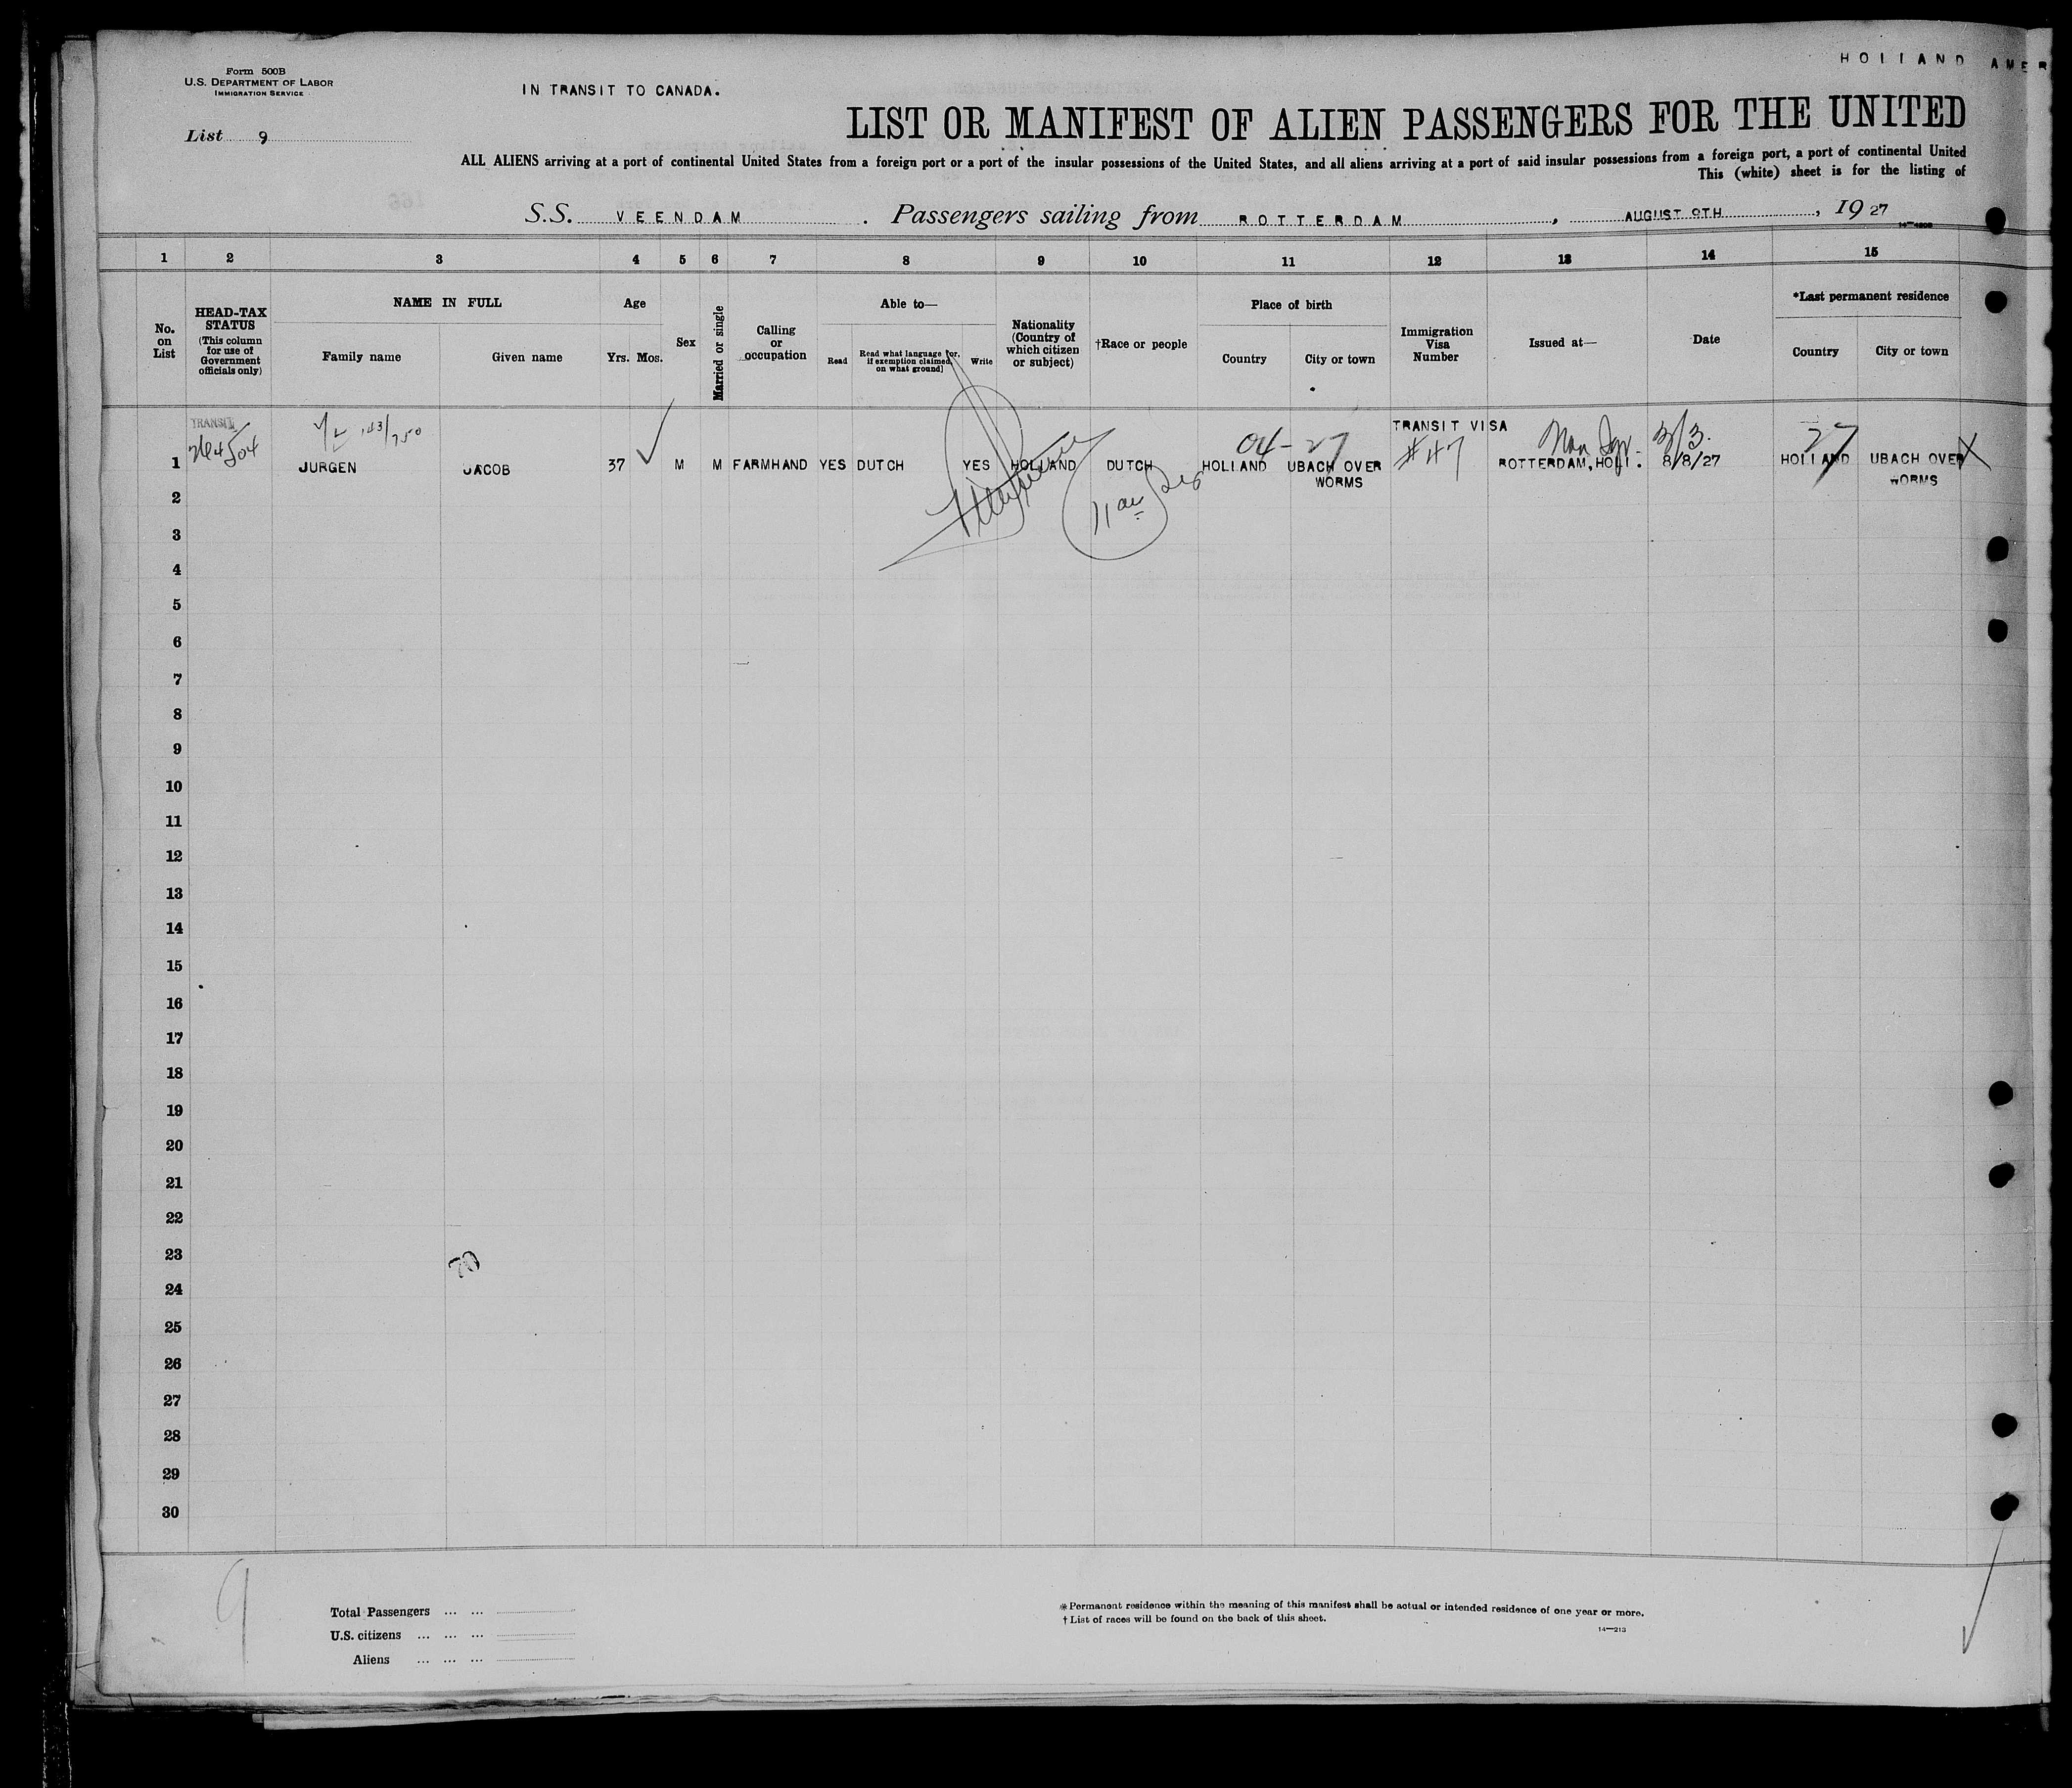 HOLLAND AMER
Form 500B
U.S. DEPARTMENT OF LABOR
IMMIGRATION SERVICE
IN TRANSIT TO CANADA.
List 9
LIST OR MANIFEST OF ALIEN PASSENGERS FOR THE UNITED
ALL ALIENS arriving at a port of continental United States from a foreign port or a port of the insular possessions of the United States, and all aliens arriving at a port of said insular possessions from a foreign port, a port of continental United
This (white) sheet is for the listing of
S.S. VEENDAM . Passengers sailing from ROTTERDAM, AUGUST 9TH, 19 27
1 2 3 4 5 6 7 8 9 10 11 12 13 14 15
No. on List
HEAD-TAX STATUS
(This column for use of Government officials only)
NAME IN FULL
Family name
Given name
Age
Yrs. Mos.
Sex
Married or single
Calling or occupation
Able to—
Read
Read what language [or, if exemption claimed, on what ground]
Write
Nationality (Country of which citizen or subject)
†Race or people
Place of birth
Country
City or town
Immigration Visa Number
Issued at—
Date
*Last permanent residence
Country
City or town
TRANSIT
04-27
TRANSIT VISA
27
1 JURGEN JACOB 37 M M FARMHAND YES DUTCH YES HOLLAND DUTCH HOLLAND UBACH OVER WORMS #47 ROTTERDAM, HOLL. 8/8/27 HOLLAND UBACH OVER WORMS
2
3
4
5
6
7
8
9
10
11
12
13
14
15
16
17
18
19
20
21
22
23
24
25
26
27
28
29
30
9
Total Passengers ... ...
U.S. citizens ... ... ...
Aliens ... ... ...
*Permanent residence within the meaning of this manifest shall be actual or intended residence of one year or more.
†List of races will be found on the back of this sheet.
14—213